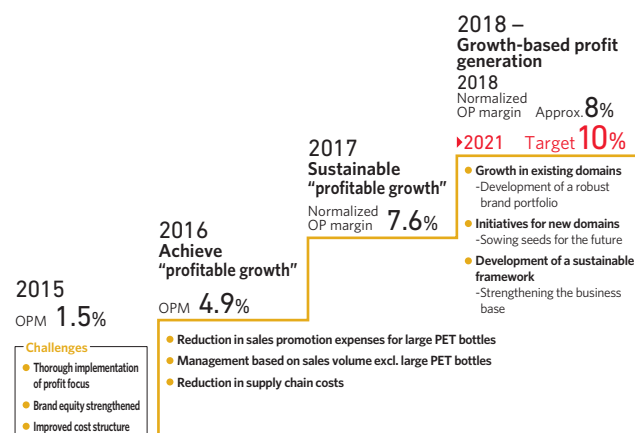 2015
OPM 1.5%
Challenges
● Thorough implementation
of profit focus
● Brand equity strengthened
● Improved cost structure
2016
Achieve
“profitable growth”
OPM 4.9%
● Reduction in sales promotion expenses for large PET bottles
● Management based on sales volume excl. large PET bottles
● Reduction in supply chain costs
2017
Sustainable
“profitable growth”
Normalized
OP margin 7.6%
2018 –
Growth-based profit
generation
2018
Normalized
OP margin Approx. 8%
▸2021 Target 10%
● Growth in existing domains
-Development of a robust
brand portfolio
● Initiatives for new domains
-Sowing seeds for the future
● Development of a sustainable
framework
-Strengthening the business
base